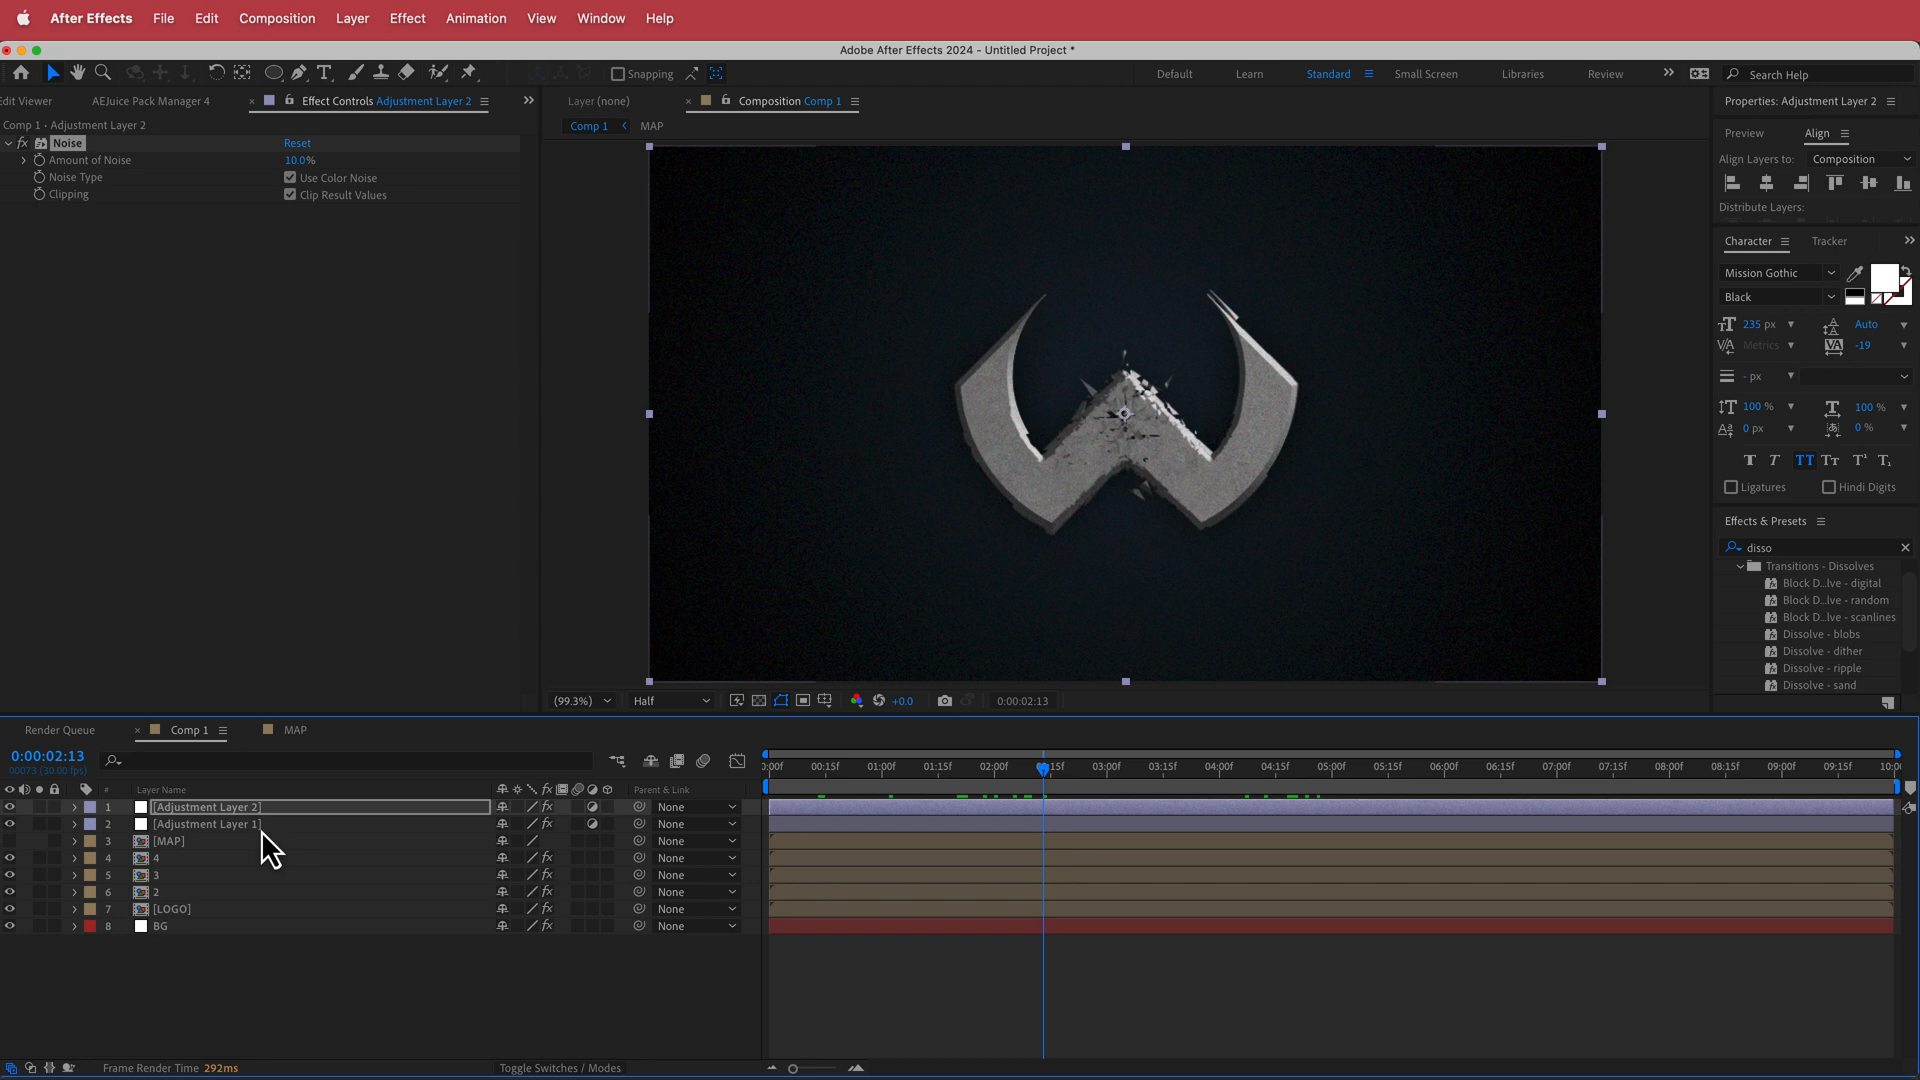 After Effects File Edit Composition Layer Effect Animation View Window Help
Adobe After Effects 2024 - Untitled Project *
Snapping
Default Learn Standard Small Screen Libraries Review
Search Help
dit Viewer AEJuice Pack Manager 4 × Effect Controls Adjustment Layer 2
Comp 1 • Adjustment Layer 2
fx Noise Reset
Amount of Noise 10.0%
Noise Type Use Color Noise
Clipping Clip Result Values
Layer (none) × Composition Comp 1
Comp 1 < MAP
(99.3%) Half +0.0 0:00:02:13
Properties: Adjustment Layer 2
Preview Align
Align Layers to: Composition
Distribute Layers:
Character Tracker
Mission Gothic
Black
235 px Auto
Metrics -19
- px
100 % 100 %
0 px 0 %
Ligatures Hindi Digits
Effects & Presets
disso
Transitions - Dissolves
Block D...lve - digital
Block D...lve - random
Block D...lve - scanlines
Dissolve - blobs
Dissolve - dither
Dissolve - ripple
Dissolve - sand
Render Queue × Comp 1 MAP
0:00:02:13
00073 (30.00 fps)
# Layer Name fx Parent & Link
1 [Adjustment Layer 2] None
2 [Adjustment Layer 1] None
3 [MAP] None
4 4 fx None
5 3 fx None
6 2 fx None
7 [LOGO] fx None
8 BG fx None
):00f 00:15f 01:00f 01:15f 02:00f 15f 03:00f 03:15f 04:00f 04:15f 05:00f 05:15f 06:00f 06:15f 07:00f 07:15f 08:00f 08:15f 09:00f 09:15f 10:0
Frame Render Time 292ms
Toggle Switches / Modes